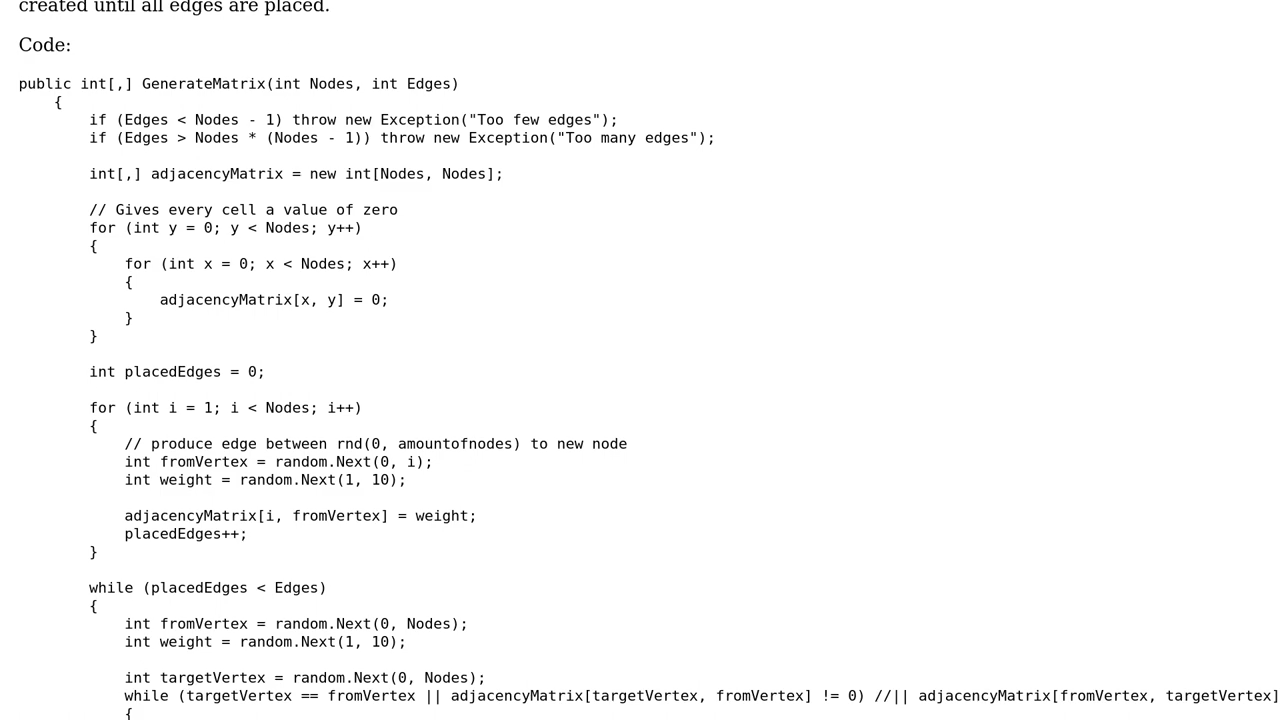 created until all edges are placed.
Code:
public int[,] GenerateMatrix(int Nodes, int Edges)
{
if (Edges < Nodes - 1) throw new Exception("Too few edges");
if (Edges > Nodes * (Nodes - 1)) throw new Exception("Too many edges");
int[,] adjacencyMatrix = new int[Nodes, Nodes];
// Gives every cell a value of zero
for (int y = 0; y < Nodes; y++)
{
for (int x = 0; x < Nodes; x++)
{
adjacencyMatrix[x, y] = 0;
}
}
int placedEdges = 0;
for (int i = 1; i < Nodes; i++)
{
// produce edge between rnd(0, amountofnodes) to new node
int fromVertex = random.Next(0, i);
int weight = random.Next(1, 10);
adjacencyMatrix[i, fromVertex] = weight;
placedEdges++;
}
while (placedEdges < Edges)
{
int fromVertex = random.Next(0, Nodes);
int weight = random.Next(1, 10);
int targetVertex = random.Next(0, Nodes);
while (targetVertex == fromVertex || adjacencyMatrix[targetVertex, fromVertex] != 0) //|| adjacencyMatrix[fromVertex, targetVertex]
{